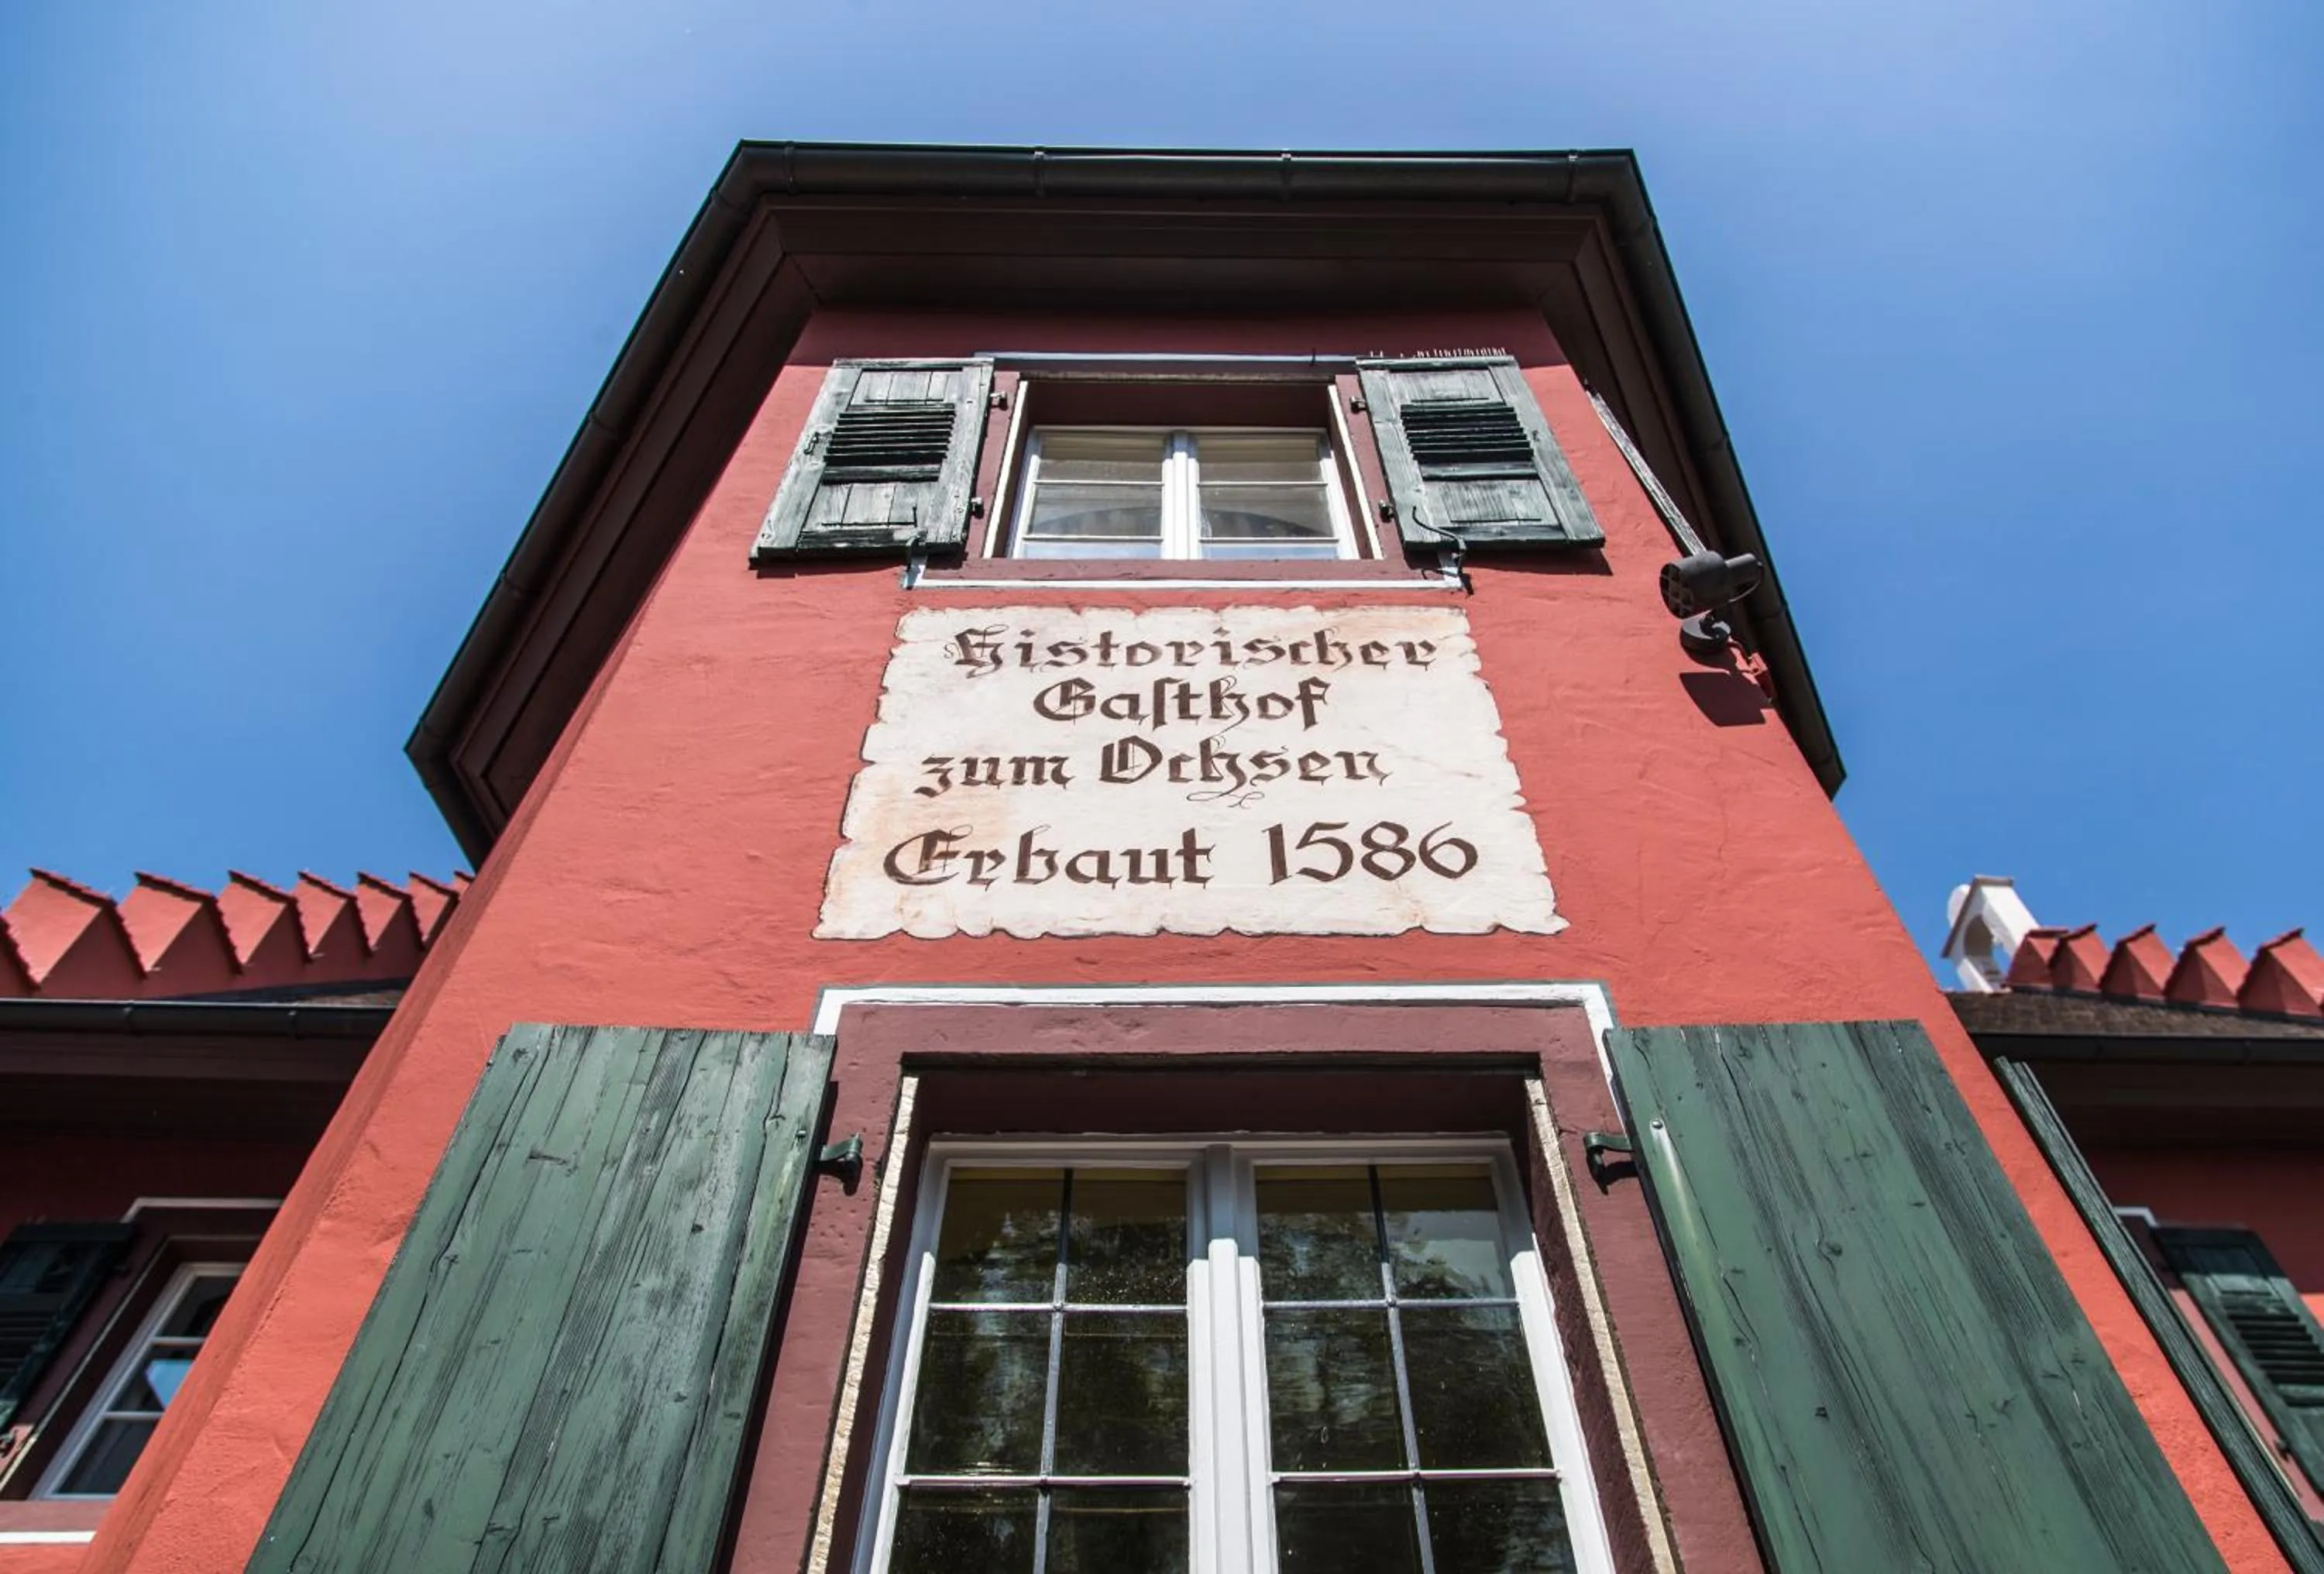 Historischer
Gaſthof
zum Ochsen
Erbaut 1586